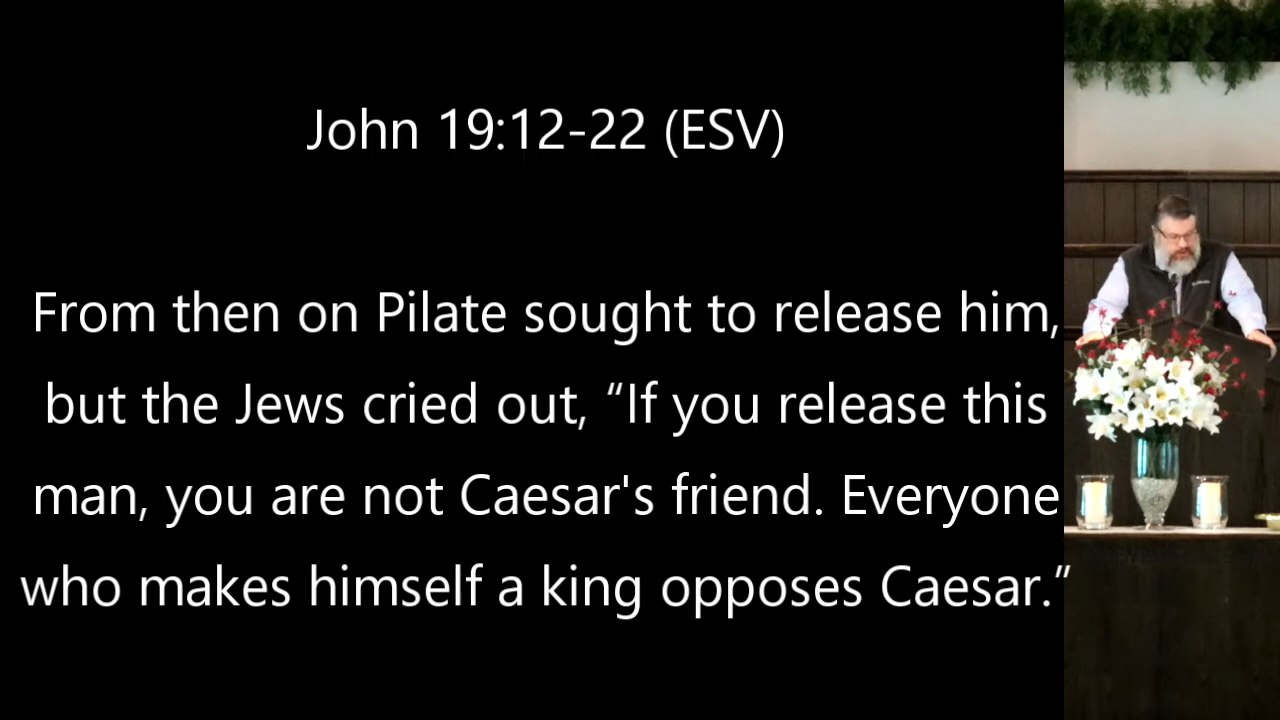 John 19:12-22 (ESV)
From then on Pilate sought to release him,
but the Jews cried out, “If you release this
man, you are not Caesar's friend. Everyone
who makes himself a king opposes Caesar.”